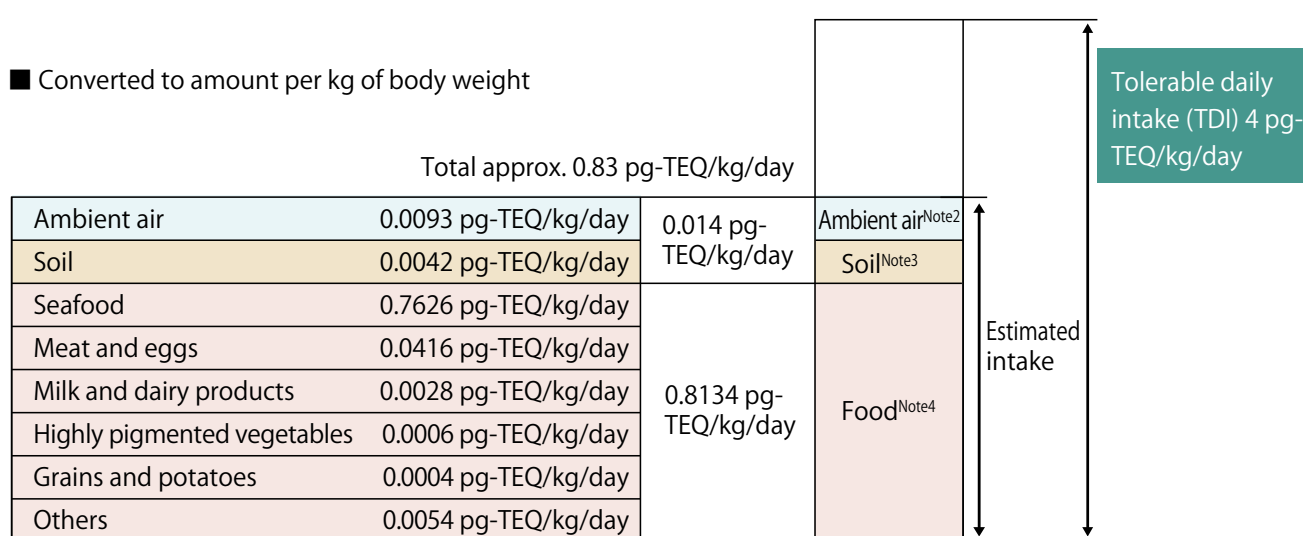 ■ Converted to amount per kg of body weight
Tolerable daily
intake (TDI) 4 pg-
TEQ/kg/day
Total approx. 0.83 pg-TEQ/kg/day
Ambient air 0.0093 pg-TEQ/kg/day
Soil 0.0042 pg-TEQ/kg/day
0.014 pg-
TEQ/kg/day
Ambient airNote2
SoilNote3
Seafood 0.7626 pg-TEQ/kg/day
Meat and eggs 0.0416 pg-TEQ/kg/day
Milk and dairy products 0.0028 pg-TEQ/kg/day
Highly pigmented vegetables 0.0006 pg-TEQ/kg/day
Grains and potatoes 0.0004 pg-TEQ/kg/day
Others 0.0054 pg-TEQ/kg/day
0.8134 pg-
TEQ/kg/day
FoodNote4
Estimated
intake